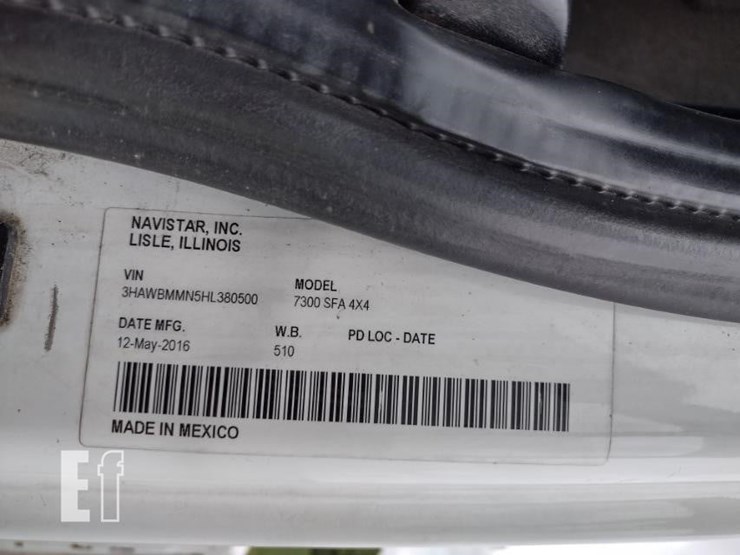 NAVISTAR, INC.
LISLE, ILLINOIS
VIN
3HAWBMMN5HL380500
MODEL
7300 SFA 4X4
DATE MFG.
12-May-2016
W.B.
510
PD LOC - DATE
MADE IN MEXICO
Ef